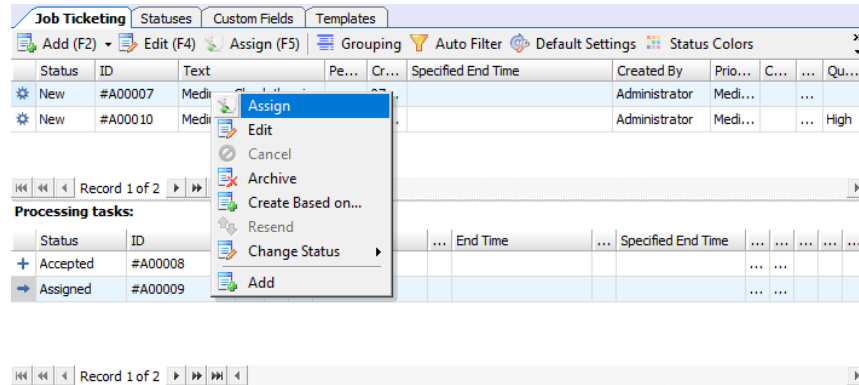 Job Ticketing Statuses Custom Fields Templates
Add (F2) Edit (F4) Assign (F5) Grouping Auto Filter Default Settings Status Colors
Status ID Text Pe... Cr... Specified End Time Created By Prio... C... ... Qu...
New #A00007 Administrator Medi... ...
New #A00010 Administrator Medi... ... High
Assign
Edit
Cancel
Archive
Create Based on...
Resend
Change Status
Add
Record 1 of 2
Processing tasks:
Status ID ... End Time ... Specified End Time ... ... ... ... ...
Accepted #A00008 ... ...
Assigned #A00009 ... ...
Record 1 of 2